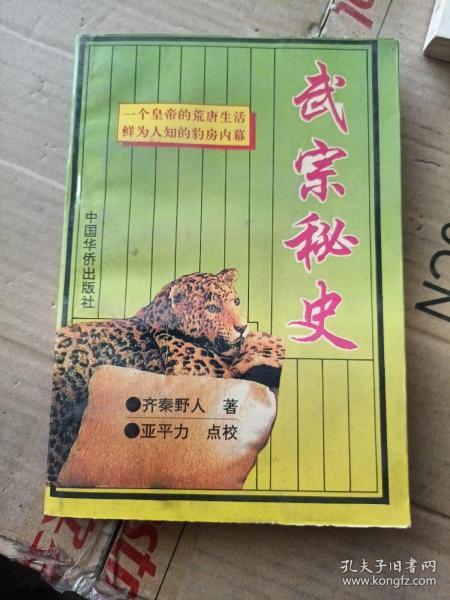 武宗秘史
一个皇帝的荒唐生活
鲜为人知的豹房内幕
中国华侨出版社
●齐秦野人 著
●亚平力 点校
孔夫子旧书网
www.kongfz.com